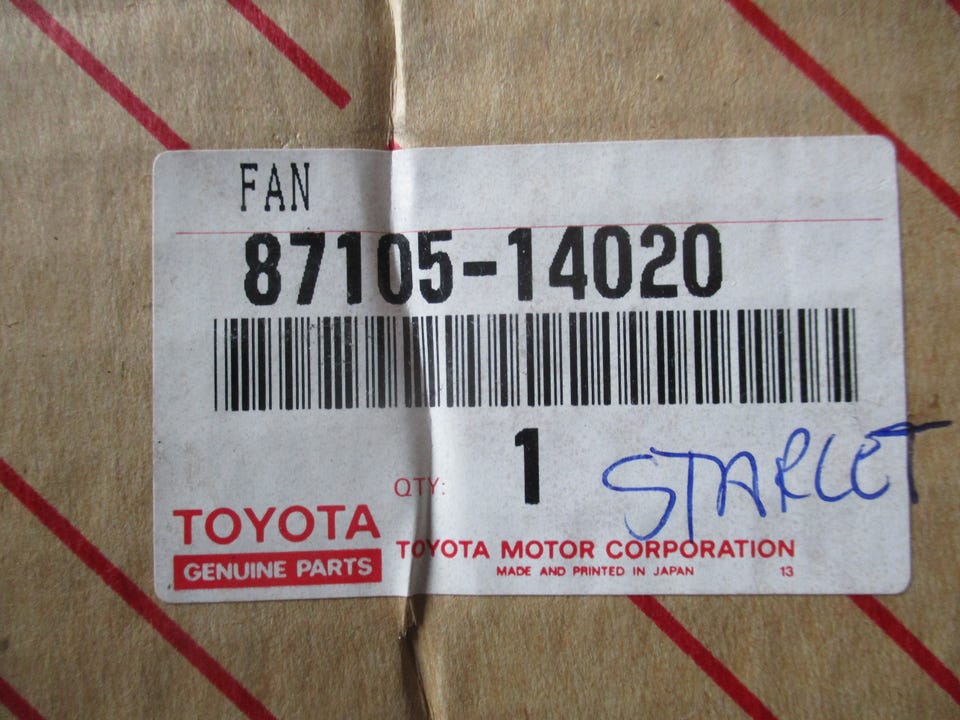 FAN
87105-14020
QTY: 1
STARLET
TOYOTA
GENUINE PARTS
TOYOTA MOTOR CORPORATION
MADE AND PRINTED IN JAPAN 13